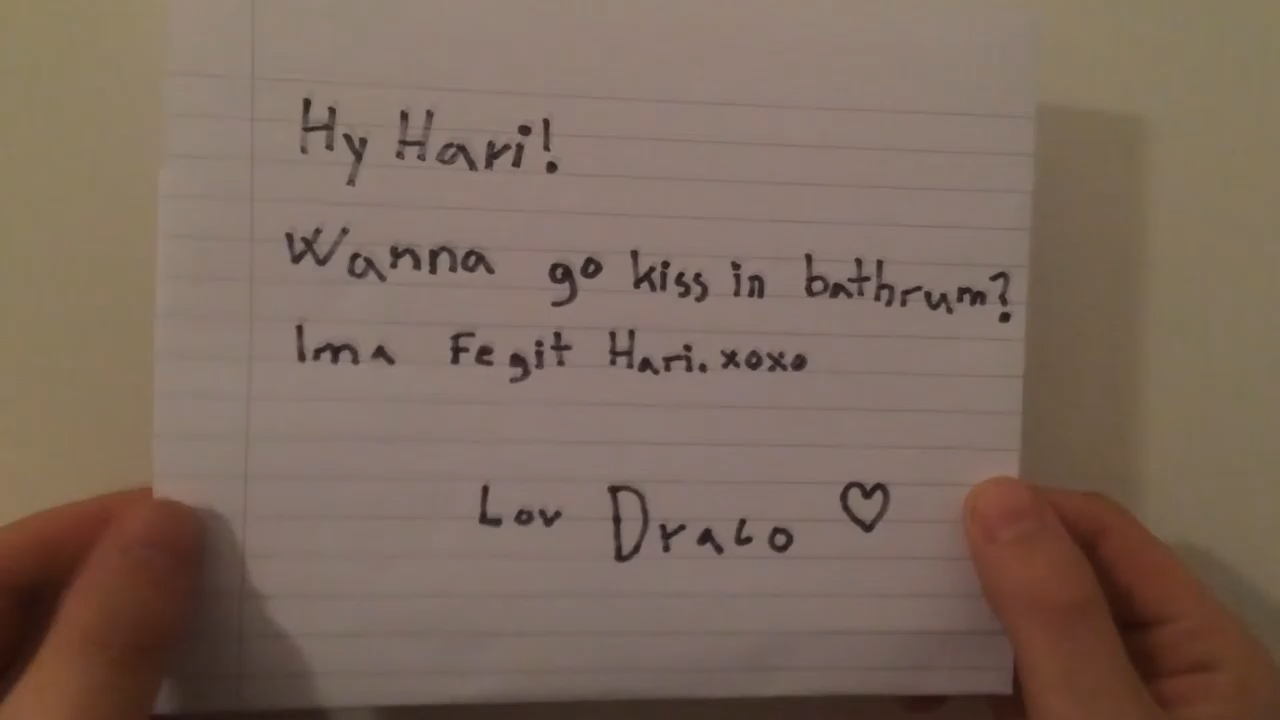 Hy Hari!
Wanna go kiss in bathrum?
Ima Fegit Hari. xoxo
Lov Draco ♡